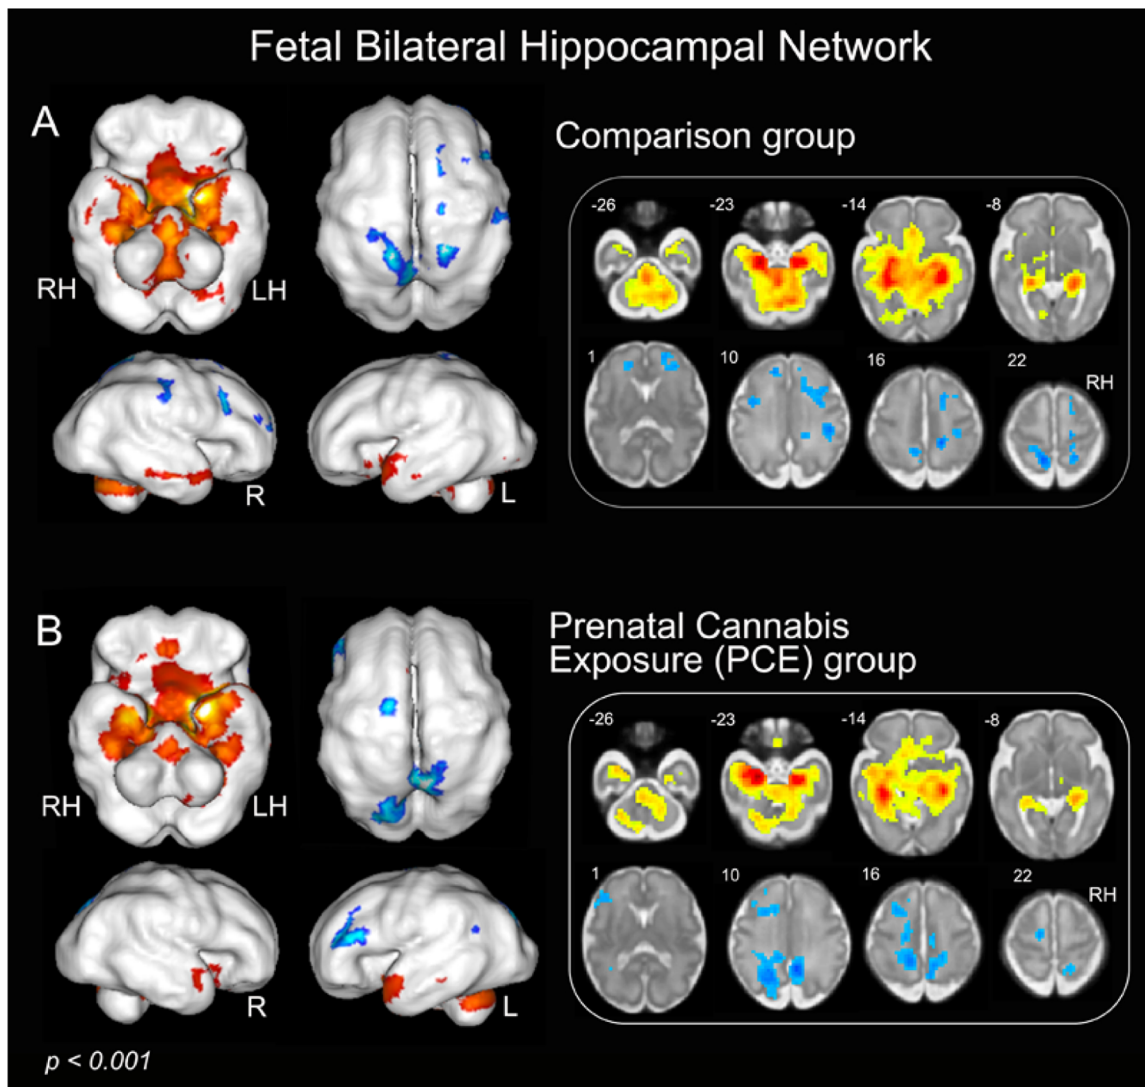 Fetal Bilateral Hippocampal Network
A
Comparison group
-26 -23 -14 -8
RH LH
1 10 16 22
RH
R L
B
Prenatal Cannabis
Exposure (PCE) group
-26 -23 -14 -8
RH LH
1 10 16 22
RH
R L
p < 0.001